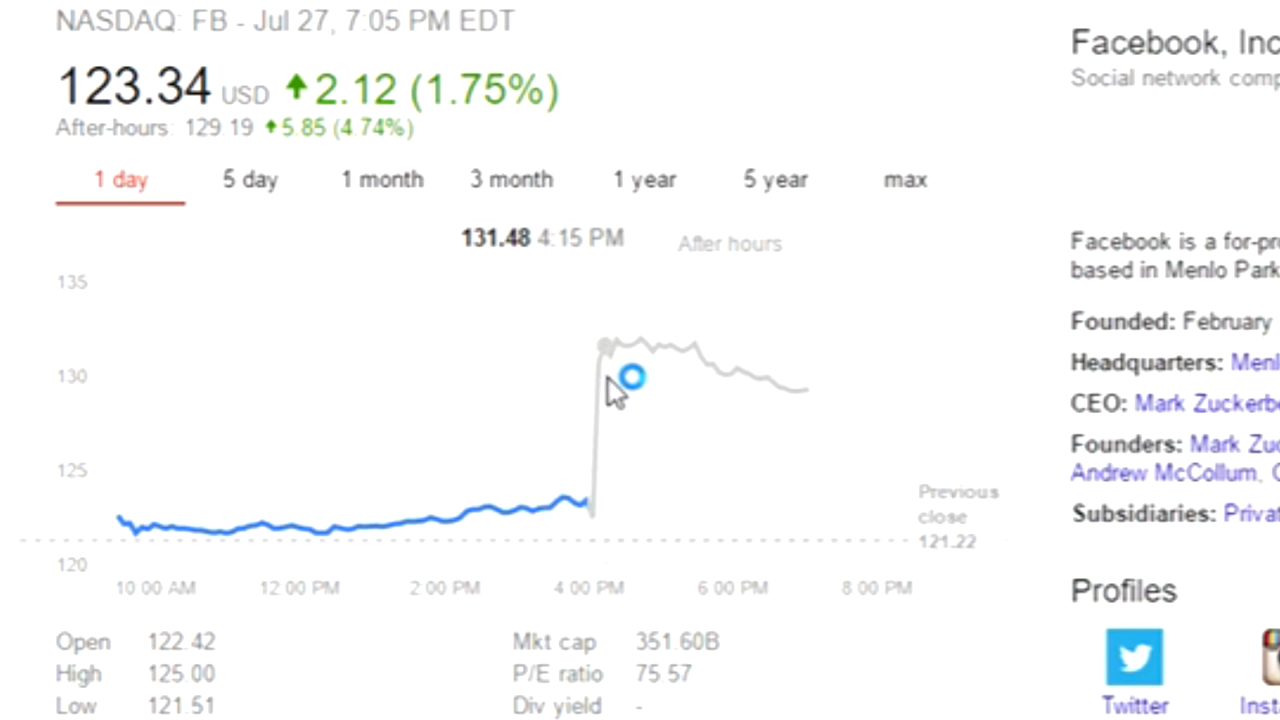 NASDAQ: FB - Jul 27, 7:05 PM EDT
123.34 USD 2.12 (1.75%)
After-hours: 129.19 5.85 (4.74%)
1 day 5 day 1 month 3 month 1 year 5 year max
131.48 4:15 PM After hours
135
130
125
120
Previous
close
121.22
10:00 AM 12:00 PM 2:00 PM 4:00 PM 6:00 PM 8:00 PM
Open 122.42 Mkt cap 351.60B
High 125.00 P/E ratio 75.57
Low 121.51 Div yield -
Facebook, Inc
Social network comp
Facebook is a for-pr
based in Menlo Park
Founded: February
Headquarters: Menl
CEO: Mark Zuckerbe
Founders: Mark Zuc
Andrew McCollum, C
Subsidiaries: Privat
Profiles
Twitter Inst